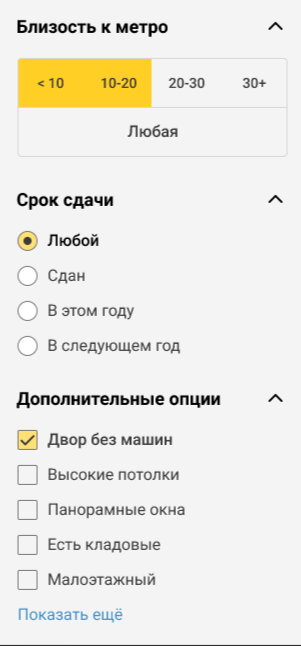 Близость к метро
< 10 10-20 20-30 30+
Любая
Срок сдачи
Любой
Сдан
В этом году
В следующем год
Дополнительные опции
Двор без машин
Высокие потолки
Панорамные окна
Есть кладовые
Малоэтажный
Показать ещё